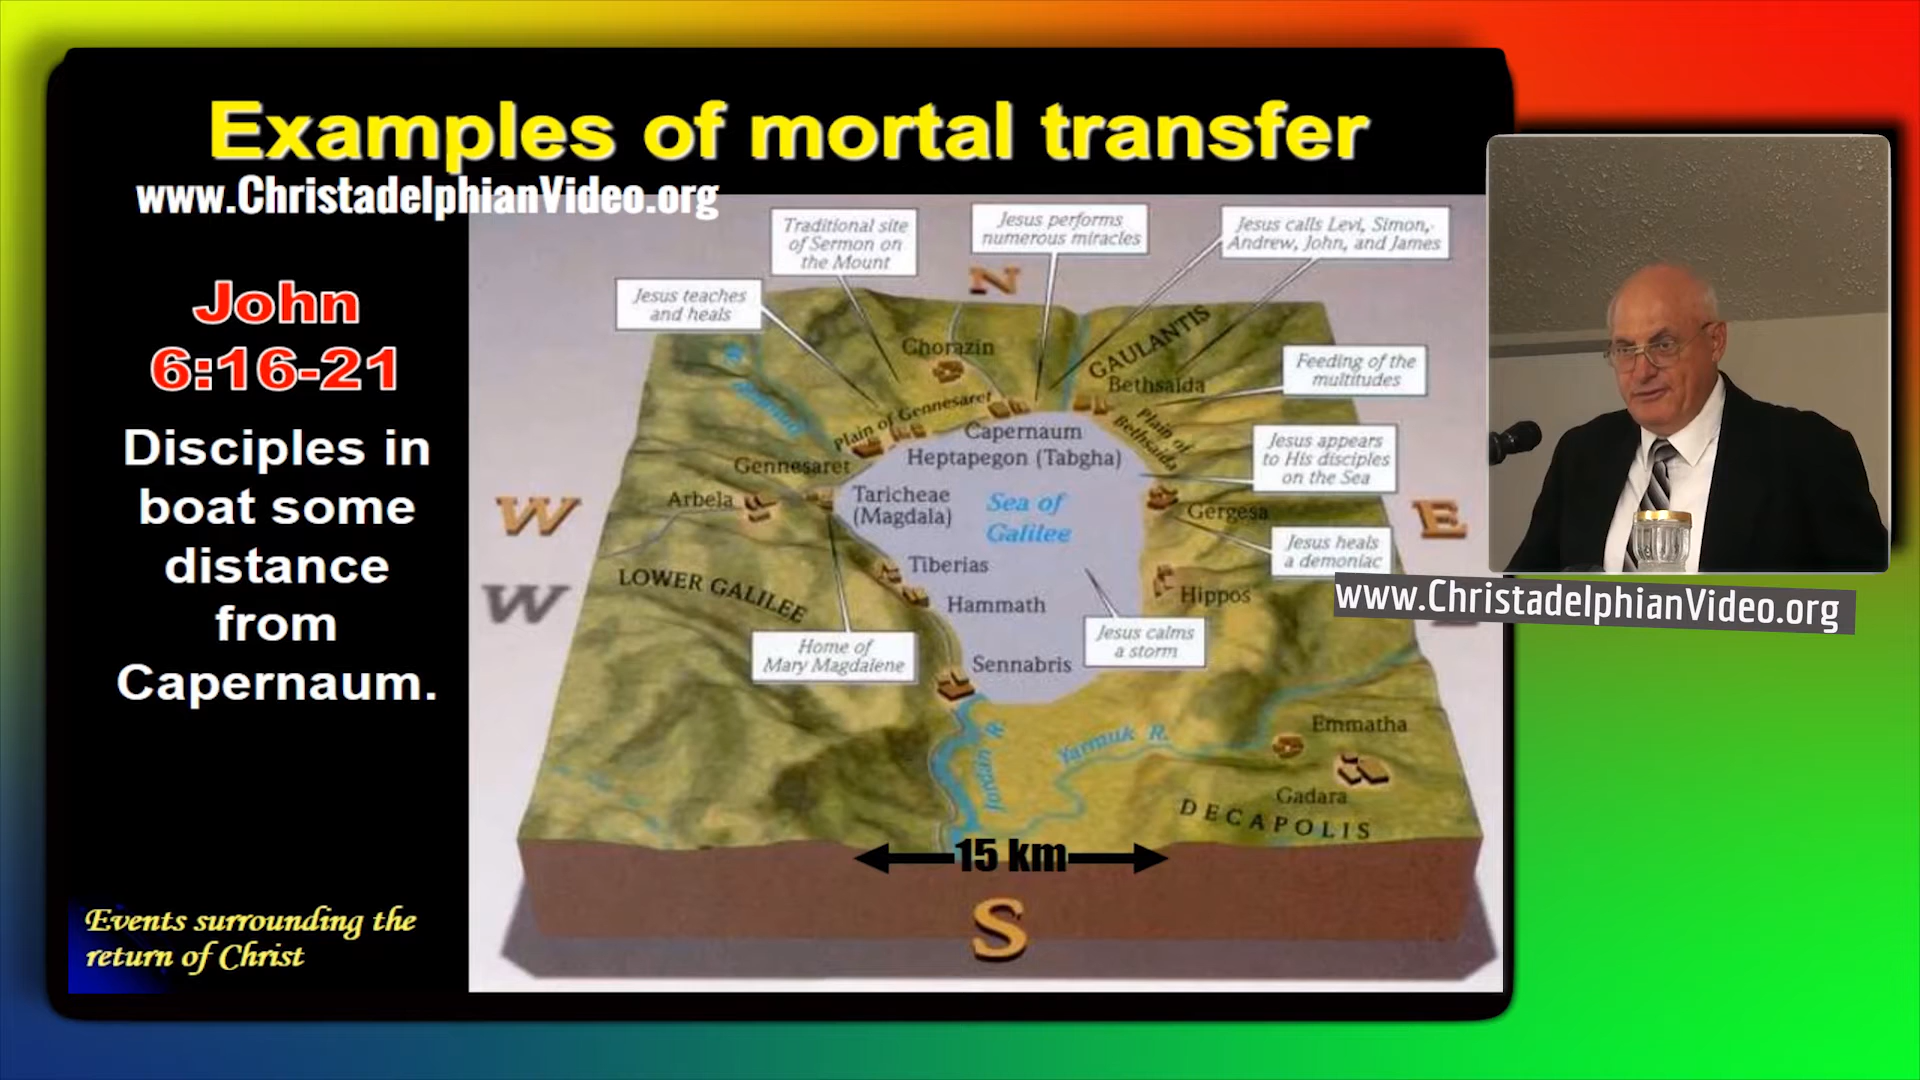 Examples of mortal transfer
www.ChristadelphianVideo.org
John
6:16-21
Disciples in
boat some
distance
from
Capernaum.
Events surrounding the
return of Christ
Traditional site
of Sermon on
the Mount
Jesus performs
numerous miracles
Jesus calls Levi, Simon,
Andrew, John, and James
Jesus teaches
and heals
N
Chorazin
GAULANTIS
Bethsaida
Feeding of the
multitudes
Plain of Gennesaret
Plain of
Bethsaida
Capernaum
Heptapegon (Tabgha)
Jesus appears
to His disciples
on the Sea
Gennesaret
Arbela
Taricheae
(Magdala)
Sea of
Galilee
W
E
Gergesa
Jesus heals
a demoniac
Tiberias
LOWER GALILEE
W
Hammath
Hippos
Home of
Mary Magdalene
Jesus calms
a storm
Sennabris
Jordan R.
Yarmuk R.
Emmatha
Gadara
DECAPOLIS
15 km
S
www.ChristadelphianVideo.org